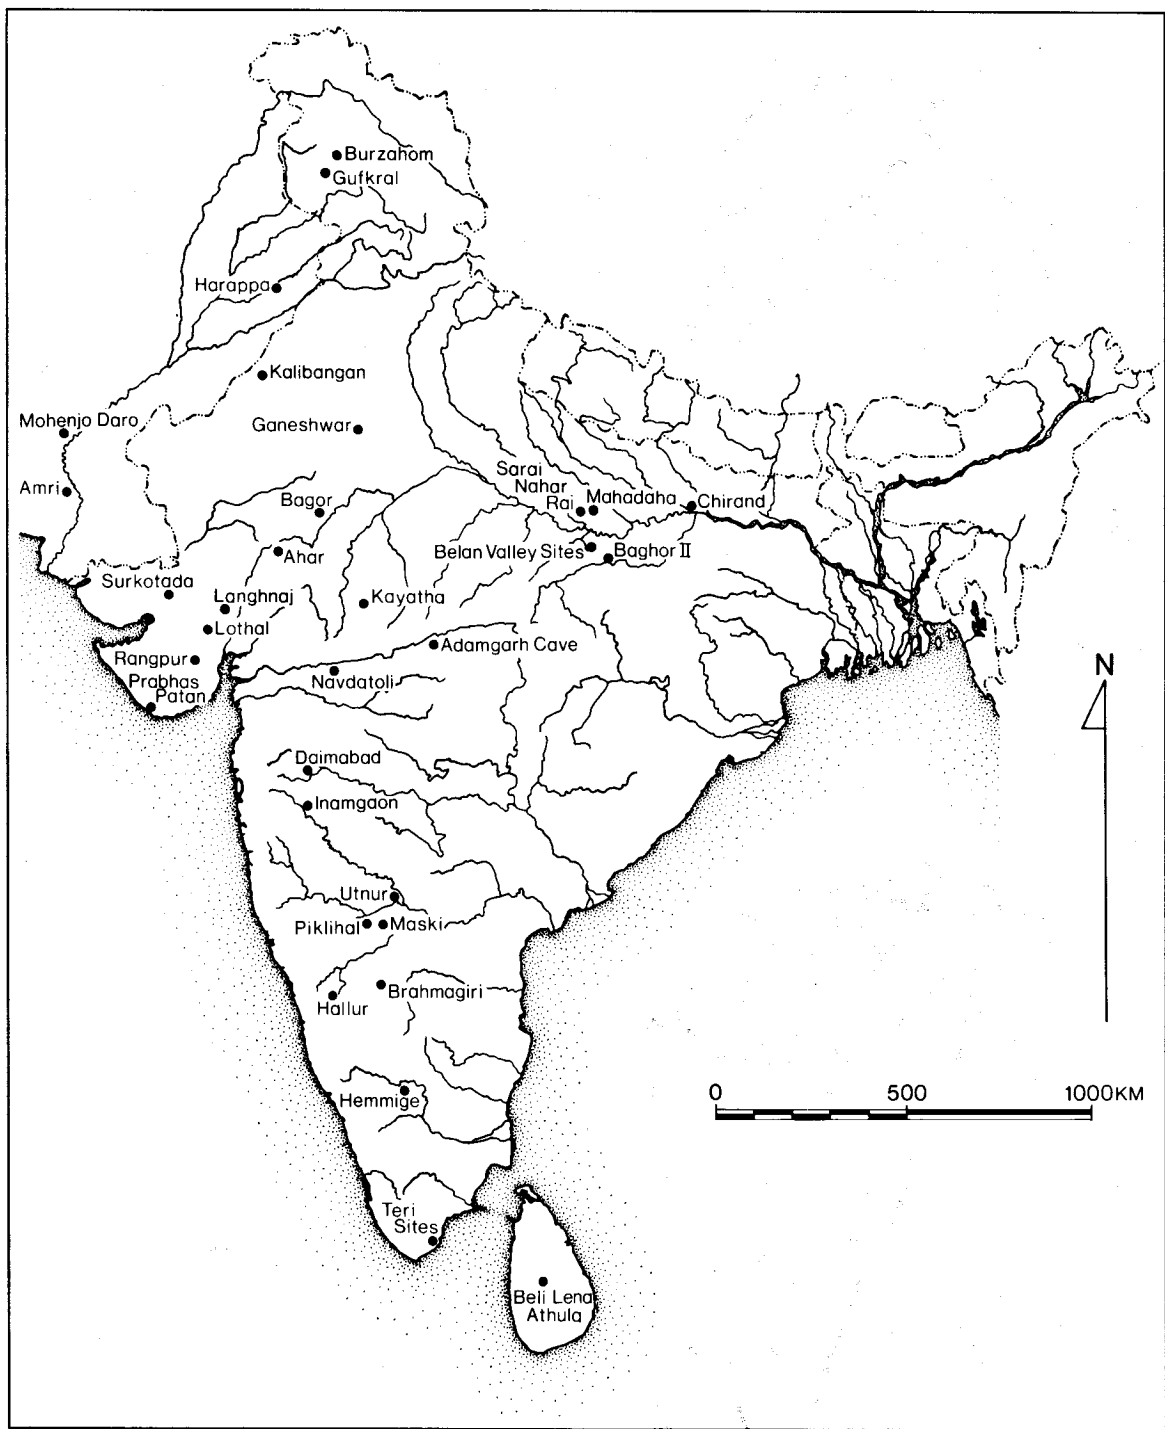 Burzahom
Gufkral
Harappa
Kalibangan
Mohenjo Daro
Ganeshwar
Amri
Sarai
Nahar
Rai
Mahadaha
Chirand
Bagor
Ahar
Belan Valley Sites
Baghor II
Surkotada
Langhnaj
Kayatha
Lothal
Adamgarh Cave
Rangpur
Prabhas
Patan
Navdatoli
N
Daimabad
Inamgaon
Utnur
Piklihal
Maski
Brahmagiri
Hallur
0 500 1000KM
Hemmige
Teri
Sites
Beli Lena
Athula